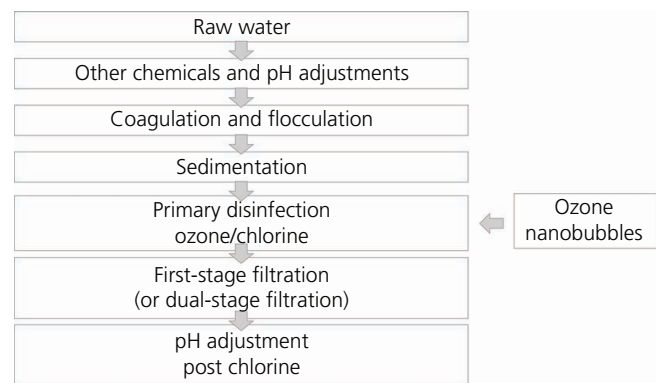 Raw water
Other chemicals and pH adjustments
Coagulation and flocculation
Sedimentation
Primary disinfection
ozone/chlorine
Ozone
nanobubbles
First-stage filtration
(or dual-stage filtration)
pH adjustment
post chlorine